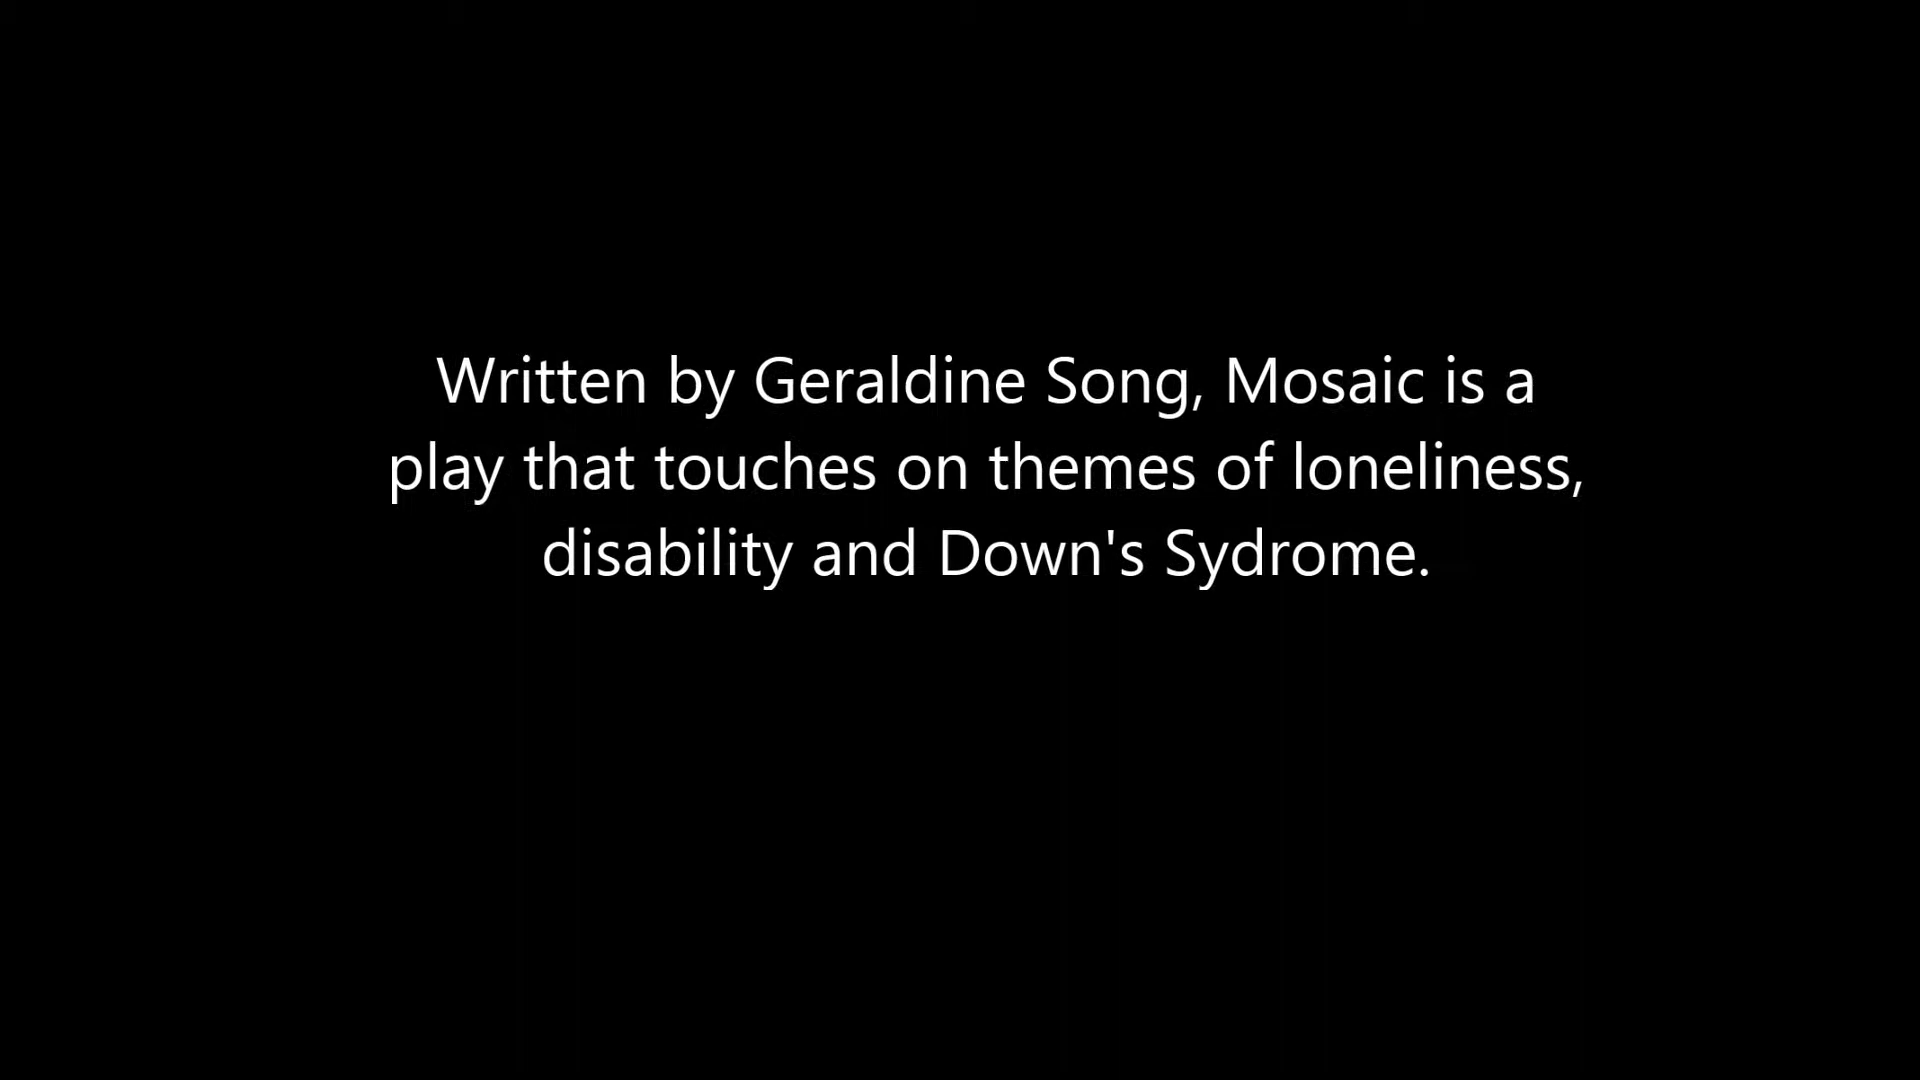 Written by Geraldine Song, Mosaic is a
play that touches on themes of loneliness,
disability and Down's Sydrome.